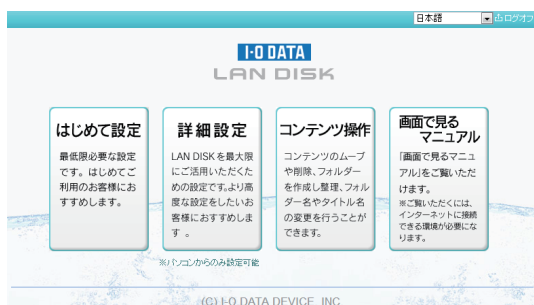 日本語
ログオフ
I-O DATA
LAN DISK
はじめて設定
最低限必要な設定
です。はじめてご
利用のお客様にお
すすめします。
詳細設定
LAN DISKを最大限
にご活用いただくた
めの設定です。より高
度な設定をしたいお
客様におすすめしま
す 。
※パソコンからのみ設定可能
コンテンツ操作
コンテンツのムーブ
や削除、フォルダー
を作成し整理、フォル
ダー名やタイトル名
の変更を行うことが
できます。
画面で見る
マニュアル
「画面で見るマニュ
アル」をご覧いただ
けます。
※ご覧いただくには、
インターネットに接続
できる環境が必要にな
ります。
(C) I-O DATA DEVICE, INC